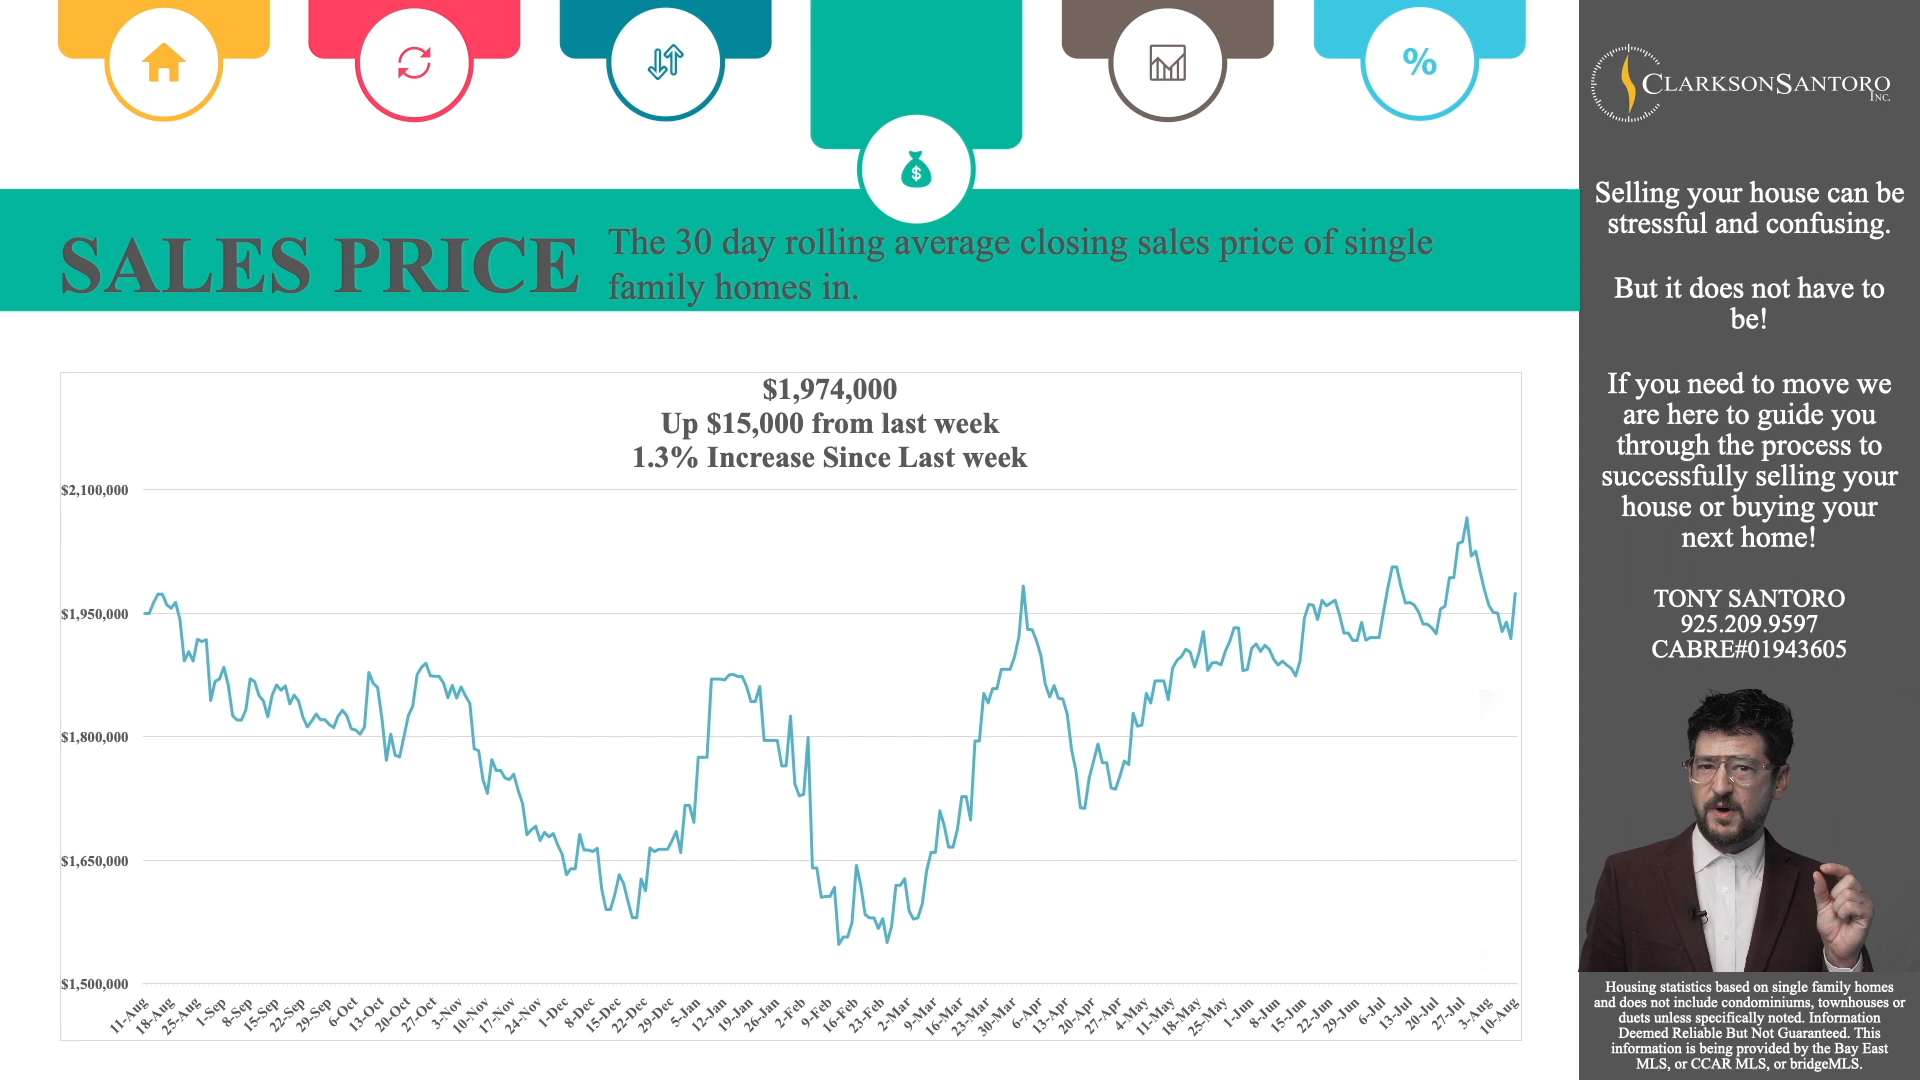 %
$
SALES PRICE
The 30 day rolling average closing sales price of single
family homes in.
$1,974,000
Up $15,000 from last week
1.3% Increase Since Last week
$2,100,000
$1,950,000
$1,800,000
$1,650,000
$1,500,000
11-Aug
18-Aug
25-Aug
1-Sep
8-Sep
15-Sep
22-Sep
29-Sep
6-Oct
13-Oct
20-Oct
27-Oct
3-Nov
10-Nov
17-Nov
24-Nov
1-Dec
8-Dec
15-Dec
22-Dec
29-Dec
5-Jan
12-Jan
19-Jan
26-Jan
2-Feb
9-Feb
16-Feb
23-Feb
2-Mar
9-Mar
16-Mar
23-Mar
30-Mar
6-Apr
13-Apr
20-Apr
27-Apr
4-May
11-May
18-May
25-May
1-Jun
8-Jun
15-Jun
22-Jun
29-Jun
6-Jul
13-Jul
20-Jul
27-Jul
3-Aug
10-Aug
CLARKSONSANTORO
INC.
Selling your house can be
stressful and confusing.
But it does not have to
be!
If you need to move we
are here to guide you
through the process to
successfully selling your
house or buying your
next home!
TONY SANTORO
925.209.9597
CABRE#01943605
Housing statistics based on single family homes
and does not include condominiums, townhouses or
duets unless specifically noted. Information
Deemed Reliable But Not Guaranteed. This
information is being provided by the Bay East
MLS, or CCAR MLS, or bridgeMLS.